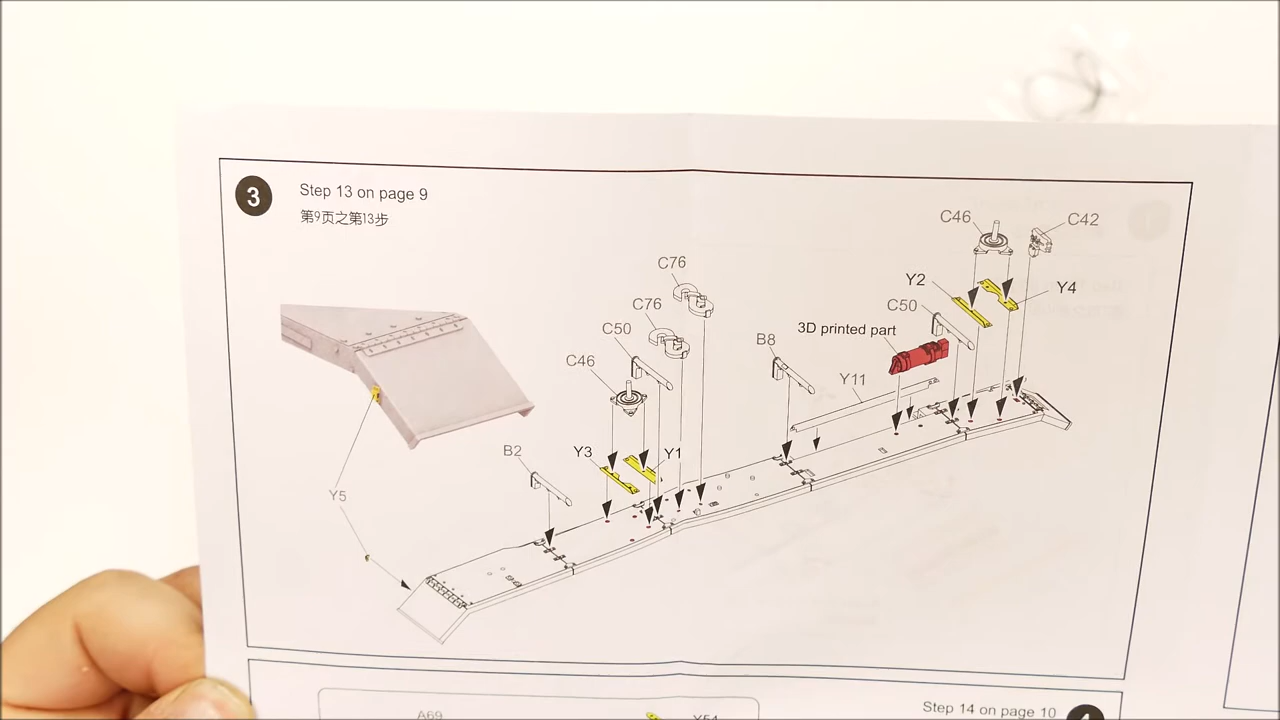 3
Step 13 on page 9
第9页之第13步
C46
C42
C76
Y2
Y4
C76
C50
3D printed part
C50
B8
C46
Y11
B2
Y3
Y1
Y5
Step 14 on page 10
4
A69
Y54